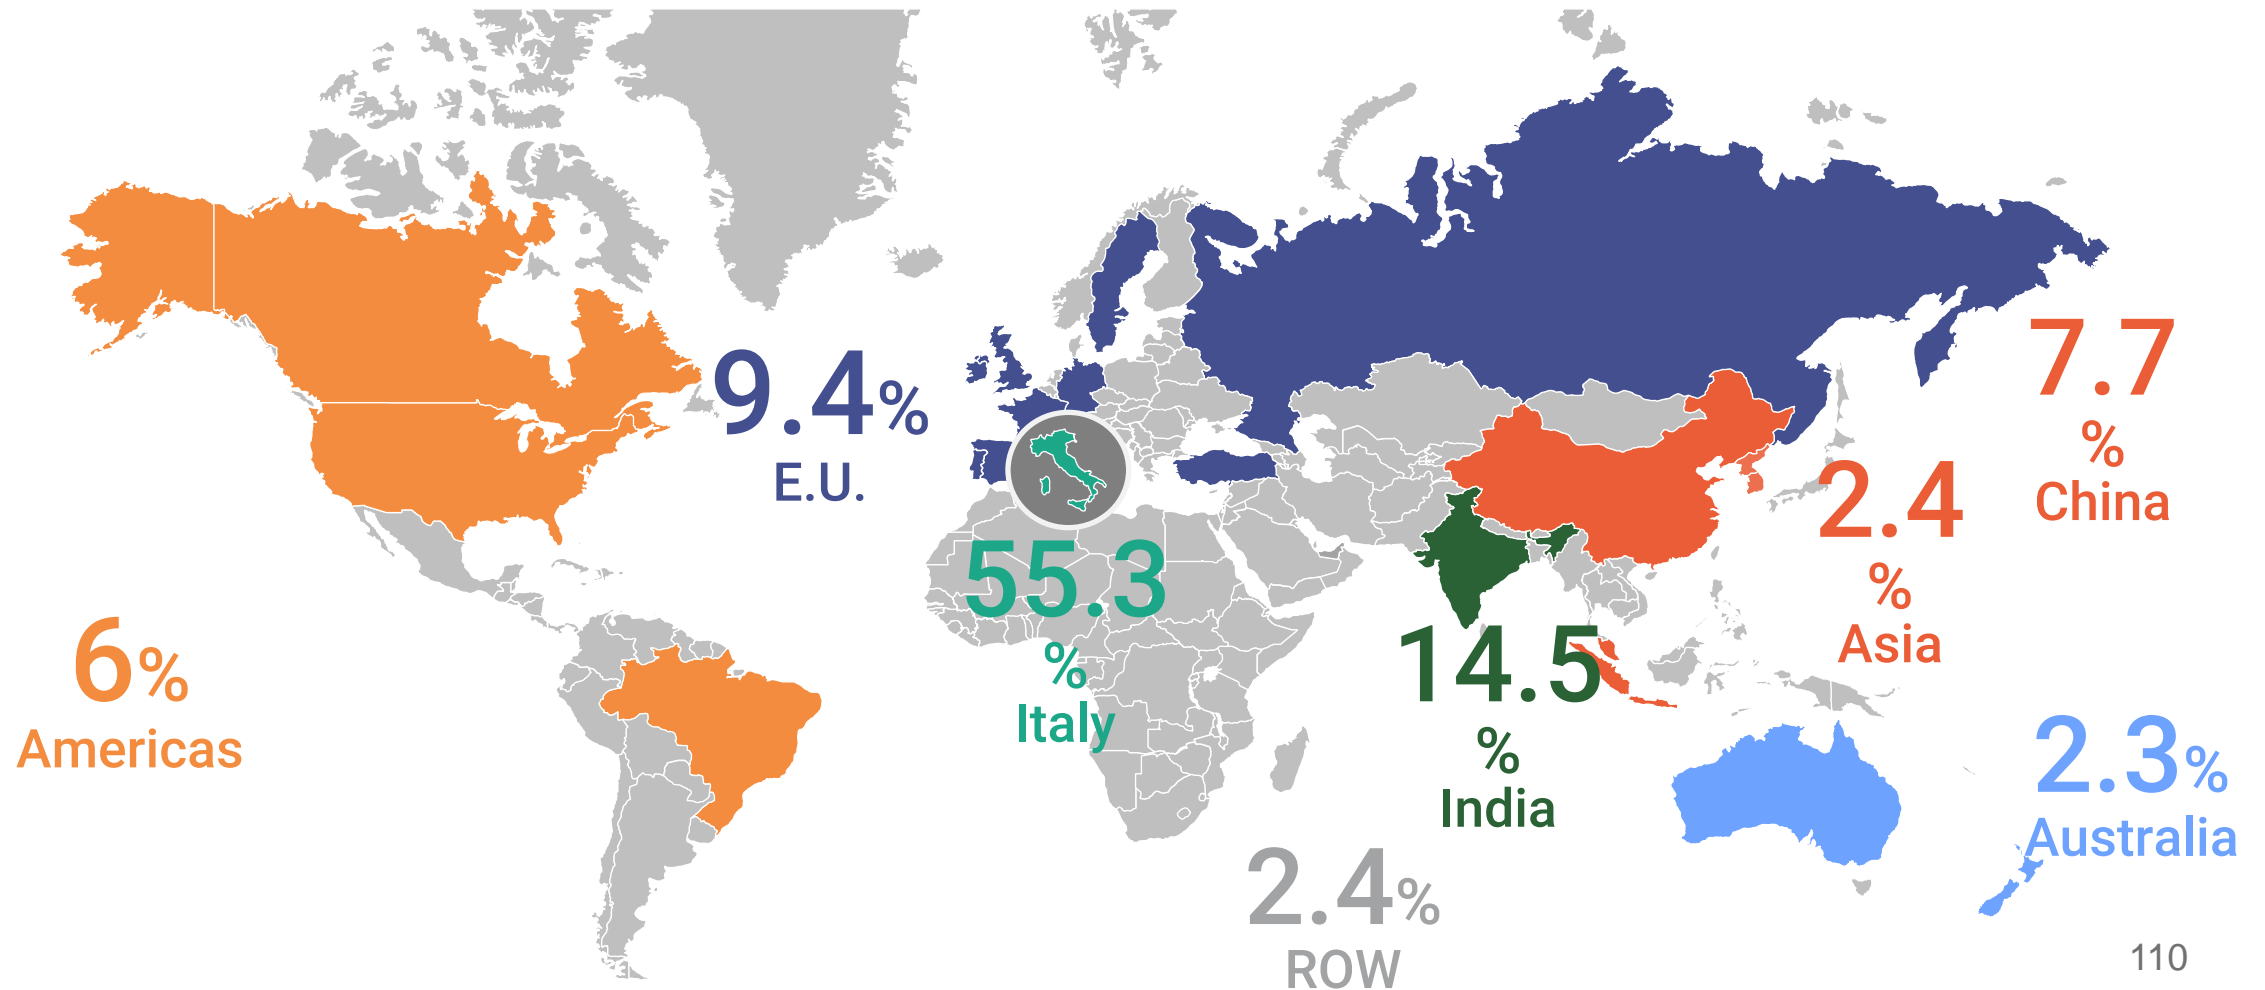 9.4%
E.U.
7.7
%
China
2.4
%
Asia
55.3
%
Italy
6%
Americas
14.5
%
India
2.3%
Australia
2.4%
ROW
110